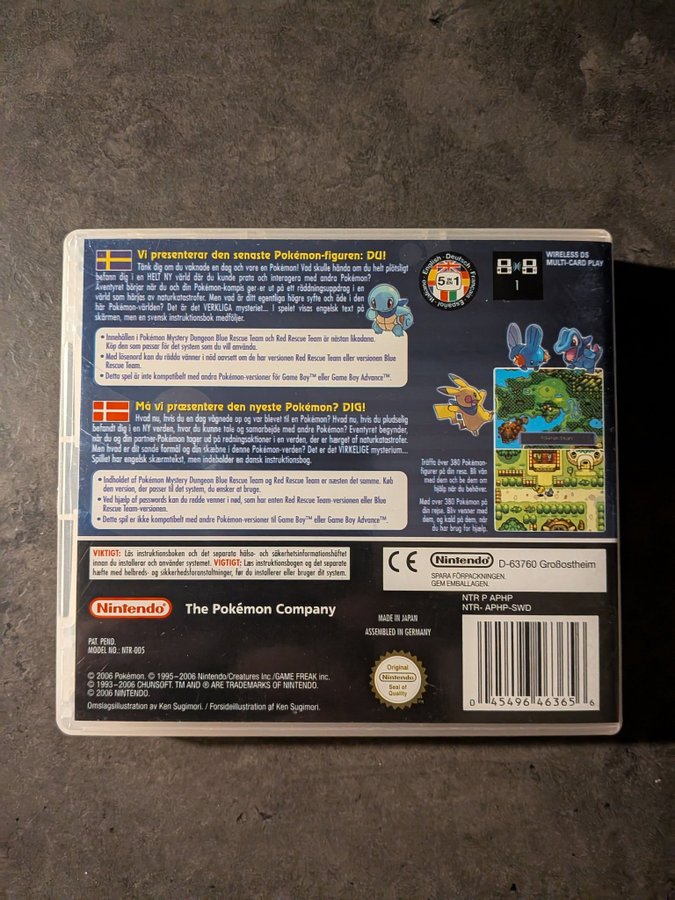 Vi presenterar den senaste Pokémon-figuren: DU!
Tänk dig om du vaknade en dag och vore en Pokémon! Vad skulle hända om du helt plötsligt
befann dig i en HELT NY värld där du kunde prata och interagera med andra Pokémon?
Äventyret börjar när du och din Pokémon-kompis ger er ut på ett räddningsuppdrag i en
värld som härjas av naturkatastrofer. Men vad är ditt egentliga högre syfte och öde i den
här Pokémon-världen? Det är det VERKLIGA mysteriet... I spelet visas engelsk text på
skärmen, men en svensk instruktionsbok medföljer.
• Innehållen i Pokémon Mystery Dungeon Blue Rescue Team och Red Rescue Team är nästan likadana.
Köp den som passar för det system som du vill använda.
• Med lösenord kan du rädda vänner i nöd oavsett om de har versionen Red Rescue Team eller versionen Blue
Rescue Team.
• Detta spel är inte kompatibelt med andra Pokémon-versioner för Game Boy™ eller Game Boy Advance™.
Må vi præsentere den nyeste Pokémon? DIG!
Hvad nu, hvis du en dag vågnede op og var blevet til en Pokémon? Hvad nu, hvis du pludselig
befandt dig i en NY verden, hvor du kunne tale og samarbejde med andre Pokémon? Eventyret begynder,
når du og din partner-Pokémon tager ud på redningsaktioner i en verden, der er hærget af naturkatastrofer.
Men hvad er dit sande formål og din skæbne i denne Pokémon-verden? Det er det VIRKELIGE mysterium...
Spillet har engelsk skærmtekst, men indeholder en dansk instruktionsbog.
• Indholdet af Pokémon Mystery Dungeon Blue Rescue Team og Red Rescue Team er næsten det samme. Køb
den version, der passer til det system, du ønsker at bruge.
• Ved hjælp af passwords kan du redde venner i nød, som har enten Red Rescue Team-versionen eller Blue
Rescue Team-versionen.
• Dette spil er ikke kompatibelt med andre Pokémon-versioner til Game Boy™ eller Game Boy Advance™.
English - Deutsch - Français
Español - Italiano
5 in 1
1
WIRELESS DS
MULTI-CARD PLAY
Pokémon Square
Träffa över 380 Pokémon-
figurer på din resa. Bli vän
med dem och be dem om
hjälp när du behöver.
Mød over 380 Pokémon på
din rejse. Bliv venner med
dem, og kald på dem, når
du har brug for hjælp.
VIKTIGT: Läs instruktionsboken och det separata hälso- och säkerhetsinformationshäftet
innan du installerar och använder systemet. VIGTIGT: Læs instruktionsbogen og det separate
hæfte med helbreds- og sikkerhedsforanstaltninger, før du installerer eller bruger dit system.
CE
Nintendo
D-63760 Großostheim
SPARA FÖRPACKNINGEN.
GEM EMBALLAGEN.
NTR P APHP
NTR- APHP-SWD
Nintendo
The Pokémon Company
MADE IN JAPAN
ASSEMBLED IN GERMANY
PAT. PEND.
MODEL NO.: NTR-005
© 2006 Pokémon. © 1995-2006 Nintendo/Creatures Inc./GAME FREAK inc.
© 1993-2006 CHUNSOFT. TM AND ® ARE TRADEMARKS OF NINTENDO.
© 2006 NINTENDO.
Omslagsillustration av Ken Sugimori. / Forsideillustration af Ken Sugimori.
Original
Nintendo
Seal of
Quality
0 45496 46365 6